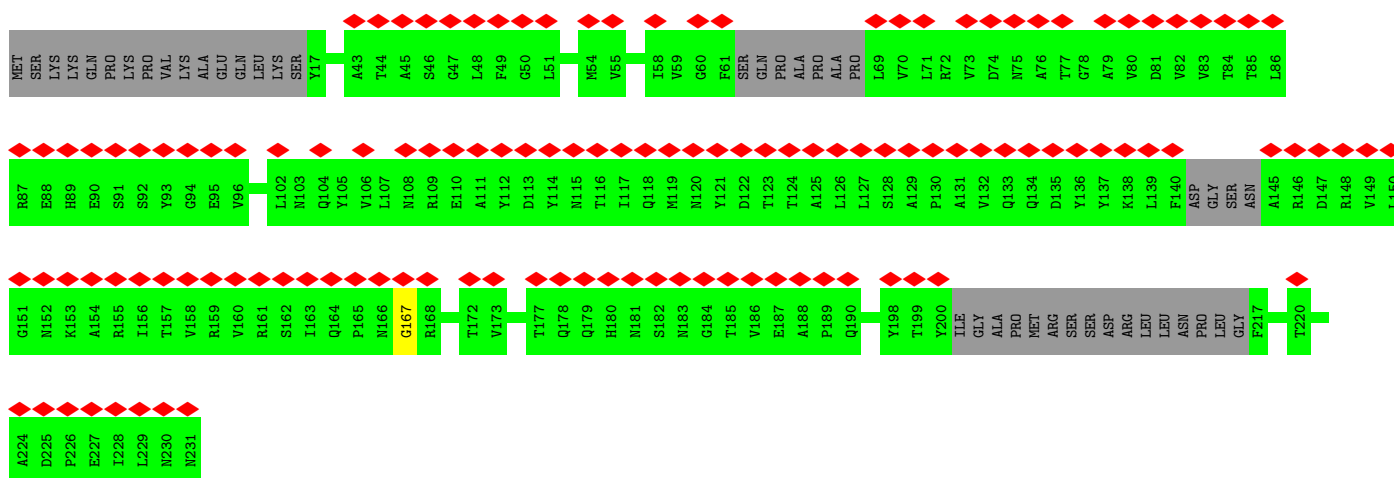 MET SER LYS LYS GLN PRO LYS PRO VAL LYS ALA GLU GLN LEU LYS SER Y17 A43 T44 A45 S46 G47 L48 F49 G50 L51 M54 V55 I58 V59 G60 F61 SER GLN PRO ALA PRO ALA PRO L69 V70 L71 R72 V73 D74 N75 A76 T77 G78 A79 V80 D81 V82 V83 T84 T85 L86
R87 E88 H89 E90 S91 S92 Y93 G94 E95 V96 L102 N103 Q104 Y105 V106 L107 N108 R109 E110 A111 Y112 D113 Y114 N115 T116 I117 Q118 M119 N120 Y121 D122 T123 T124 A125 L126 L127 S128 A129 P130 A131 V132 Q133 Q134 D135 Y136 Y137 K138 L139 F140 ASP GLY SER ASN A145 R146 D147 R148 V149 L150
G151 N152 K153 A154 R155 I156 T157 V158 R159 V160 R161 S162 I163 Q164 P165 N166 G167 R168 T172 V173 T177 Q178 Q179 H180 N181 S182 N183 G184 T185 V186 E187 A188 P189 Q190 Y198 T199 Y200 ILE GLY ALA PRO MET ARG SER SER ASP ARG LEU LEU ASN PRO LEU GLY F217 T220
A224 D225 P226 E227 I228 L229 N230 N231